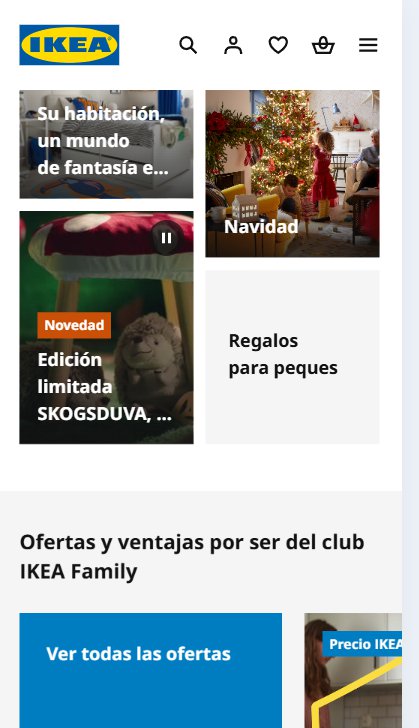 IKEA
Su habitación,
un mundo
de fantasía e...
Navidad
Novedad
Edición
limitada
SKOGSDUVA, ...
Regalos
para peques
Ofertas y ventajas por ser del club
IKEA Family
Ver todas las ofertas
Precio IKEA